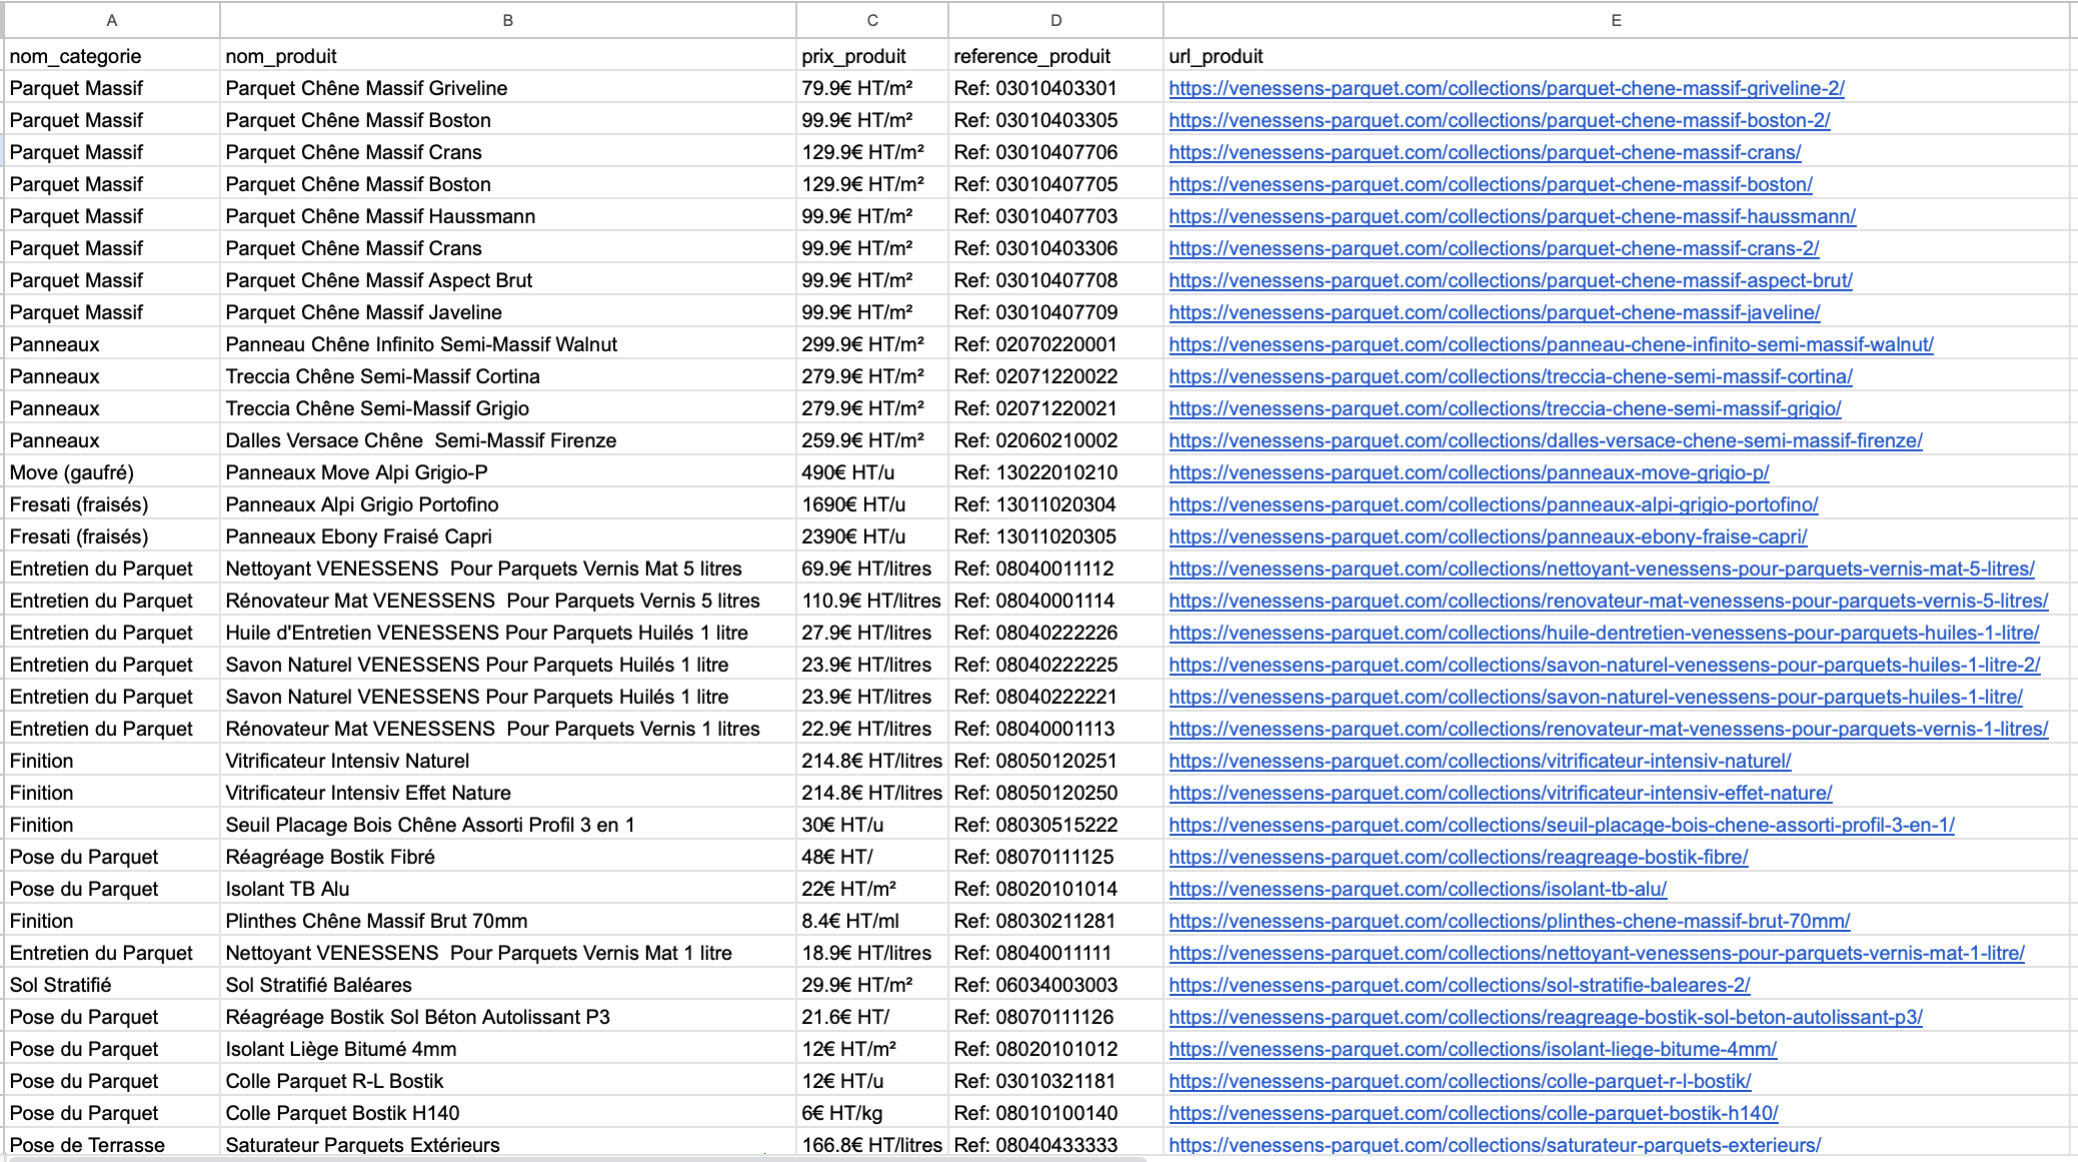 A B C D E
nom_categorie nom_produit prix_produit reference_produit url_produit
Parquet Massif Parquet Chêne Massif Griveline 79.9€ HT/m² Ref: 03010403301 https://venessens-parquet.com/collections/parquet-chene-massif-griveline-2/
Parquet Massif Parquet Chêne Massif Boston 99.9€ HT/m² Ref: 03010403305 https://venessens-parquet.com/collections/parquet-chene-massif-boston-2/
Parquet Massif Parquet Chêne Massif Crans 129.9€ HT/m² Ref: 03010407706 https://venessens-parquet.com/collections/parquet-chene-massif-crans/
Parquet Massif Parquet Chêne Massif Boston 129.9€ HT/m² Ref: 03010407705 https://venessens-parquet.com/collections/parquet-chene-massif-boston/
Parquet Massif Parquet Chêne Massif Haussmann 99.9€ HT/m² Ref: 03010407703 https://venessens-parquet.com/collections/parquet-chene-massif-haussmann/
Parquet Massif Parquet Chêne Massif Crans 99.9€ HT/m² Ref: 03010403306 https://venessens-parquet.com/collections/parquet-chene-massif-crans-2/
Parquet Massif Parquet Chêne Massif Aspect Brut 99.9€ HT/m² Ref: 03010407708 https://venessens-parquet.com/collections/parquet-chene-massif-aspect-brut/
Parquet Massif Parquet Chêne Massif Javeline 99.9€ HT/m² Ref: 03010407709 https://venessens-parquet.com/collections/parquet-chene-massif-javeline/
Panneaux Panneau Chêne Infinito Semi-Massif Walnut 299.9€ HT/m² Ref: 02070220001 https://venessens-parquet.com/collections/panneau-chene-infinito-semi-massif-walnut/
Panneaux Treccia Chêne Semi-Massif Cortina 279.9€ HT/m² Ref: 02071220022 https://venessens-parquet.com/collections/treccia-chene-semi-massif-cortina/
Panneaux Treccia Chêne Semi-Massif Grigio 279.9€ HT/m² Ref: 02071220021 https://venessens-parquet.com/collections/treccia-chene-semi-massif-grigio/
Panneaux Dalles Versace Chêne  Semi-Massif Firenze 259.9€ HT/m² Ref: 02060210002 https://venessens-parquet.com/collections/dalles-versace-chene-semi-massif-firenze/
Move (gaufré) Panneaux Move Alpi Grigio-P 490€ HT/u Ref: 13022010210 https://venessens-parquet.com/collections/panneaux-move-grigio-p/
Fresati (fraisés) Panneaux Alpi Grigio Portofino 1690€ HT/u Ref: 13011020304 https://venessens-parquet.com/collections/panneaux-alpi-grigio-portofino/
Fresati (fraisés) Panneaux Ebony Fraisé Capri 2390€ HT/u Ref: 13011020305 https://venessens-parquet.com/collections/panneaux-ebony-fraise-capri/
Entretien du Parquet Nettoyant VENESSENS  Pour Parquets Vernis Mat 5 litres 69.9€ HT/litres Ref: 08040011112 https://venessens-parquet.com/collections/nettoyant-venessens-pour-parquets-vernis-mat-5-litres/
Entretien du Parquet Rénovateur Mat VENESSENS  Pour Parquets Vernis 5 litres 110.9€ HT/litres Ref: 08040001114 https://venessens-parquet.com/collections/renovateur-mat-venessens-pour-parquets-vernis-5-litres/
Entretien du Parquet Huile d'Entretien VENESSENS Pour Parquets Huilés 1 litre 27.9€ HT/litres Ref: 08040222226 https://venessens-parquet.com/collections/huile-dentretien-venessens-pour-parquets-huiles-1-litre/
Entretien du Parquet Savon Naturel VENESSENS Pour Parquets Huilés 1 litre 23.9€ HT/litres Ref: 08040222225 https://venessens-parquet.com/collections/savon-naturel-venessens-pour-parquets-huiles-1-litre-2/
Entretien du Parquet Savon Naturel VENESSENS Pour Parquets Huilés 1 litre 23.9€ HT/litres Ref: 08040222221 https://venessens-parquet.com/collections/savon-naturel-venessens-pour-parquets-huiles-1-litre/
Entretien du Parquet Rénovateur Mat VENESSENS  Pour Parquets Vernis 1 litres 22.9€ HT/litres Ref: 08040001113 https://venessens-parquet.com/collections/renovateur-mat-venessens-pour-parquets-vernis-1-litres/
Finition Vitrificateur Intensiv Naturel 214.8€ HT/litres Ref: 08050120251 https://venessens-parquet.com/collections/vitrificateur-intensiv-naturel/
Finition Vitrificateur Intensiv Effet Nature 214.8€ HT/litres Ref: 08050120250 https://venessens-parquet.com/collections/vitrificateur-intensiv-effet-nature/
Finition Seuil Placage Bois Chêne Assorti Profil 3 en 1 30€ HT/u Ref: 08030515222 https://venessens-parquet.com/collections/seuil-placage-bois-chene-assorti-profil-3-en-1/
Pose du Parquet Réagréage Bostik Fibré 48€ HT/ Ref: 08070111125 https://venessens-parquet.com/collections/reagreage-bostik-fibre/
Pose du Parquet Isolant TB Alu 22€ HT/m² Ref: 08020101014 https://venessens-parquet.com/collections/isolant-tb-alu/
Finition Plinthes Chêne Massif Brut 70mm 8.4€ HT/ml Ref: 08030211281 https://venessens-parquet.com/collections/plinthes-chene-massif-brut-70mm/
Entretien du Parquet Nettoyant VENESSENS  Pour Parquets Vernis Mat 1 litre 18.9€ HT/litres Ref: 08040011111 https://venessens-parquet.com/collections/nettoyant-venessens-pour-parquets-vernis-mat-1-litre/
Sol Stratifié Sol Stratifié Baléares 29.9€ HT/m² Ref: 06034003003 https://venessens-parquet.com/collections/sol-stratifie-baleares-2/
Pose du Parquet Réagréage Bostik Sol Béton Autolissant P3 21.6€ HT/ Ref: 08070111126 https://venessens-parquet.com/collections/reagreage-bostik-sol-beton-autolissant-p3/
Pose du Parquet Isolant Liège Bitumé 4mm 12€ HT/m² Ref: 08020101012 https://venessens-parquet.com/collections/isolant-liege-bitume-4mm/
Pose du Parquet Colle Parquet R-L Bostik 12€ HT/u Ref: 03010321181 https://venessens-parquet.com/collections/colle-parquet-r-l-bostik/
Pose du Parquet Colle Parquet Bostik H140 6€ HT/kg Ref: 08010100140 https://venessens-parquet.com/collections/colle-parquet-bostik-h140/
Pose de Terrasse Saturateur Parquets Extérieurs 166.8€ HT/litres Ref: 08040433333 https://venessens-parquet.com/collections/saturateur-parquets-exterieurs/